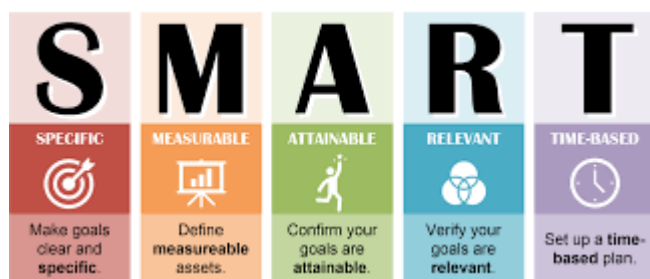 S M A R T
SPECIFIC MEASURABLE ATTAINABLE RELEVANT TIME-BASED
Make goals
clear and
specific.
Define
measureable
assets.
Confirm your
goals are
attainable.
Verify your
goals are
relevant.
Set up a time-
based plan.